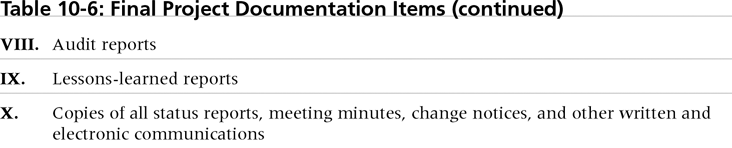 Table 10-6: Final Project Documentation Items (continued)
VIII. Audit reports
IX. Lessons-learned reports
X. Copies of all status reports, meeting minutes, change notices, and other written and
electronic communications